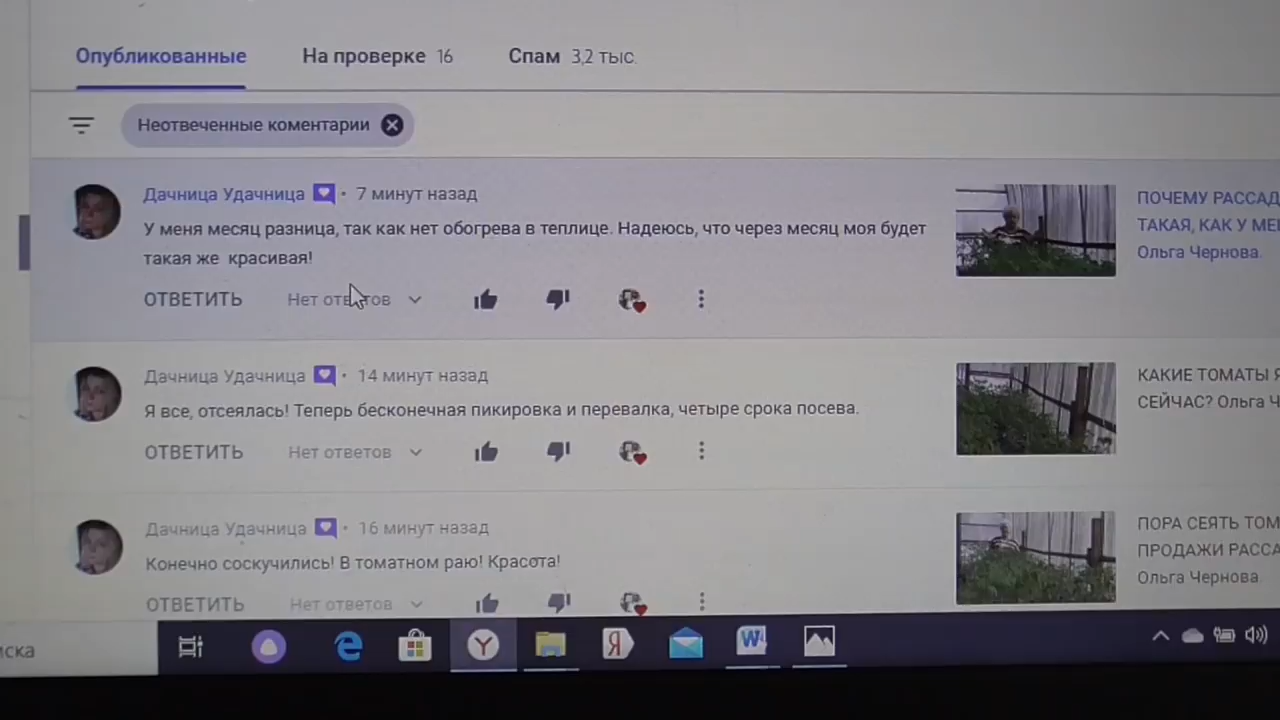 Опубликованные На проверке 16 Спам 3,2 тыс.
Неотвеченные коментарии
Дачница Удачница • 7 минут назад
У меня месяц разница, так как нет обогрева в теплице. Надеюсь, что через месяц моя будет
такая же красивая!
ОТВЕТИТЬ Нет ответов
ПОЧЕМУ РАССАД
ТАКАЯ, КАК У МЕ
Ольга Чернова.
Дачница Удачница • 14 минут назад
Я все, отсеялась! Теперь бесконечная пикировка и перевалка, четыре срока посева.
ОТВЕТИТЬ Нет ответов
КАКИЕ ТОМАТЫ Я
СЕЙЧАС? Ольга Ч
Дачница Удачница • 16 минут назад
Конечно соскучились! В томатном раю! Красота!
ОТВЕТИТЬ Нет ответов
ПОРА СЕЯТЬ ТОМ
ПРОДАЖИ РАССА
Ольга Чернова.
иска